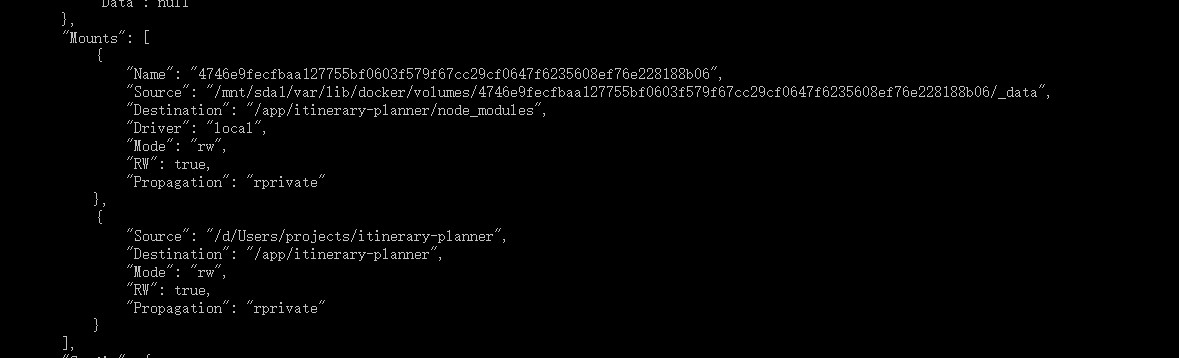 "Data": null
},
"Mounts": [
{
"Name": "4746e9fecfbaa127755bf0603f579f67cc29cf0647f6235608ef76e228188b06",
"Source": "/mnt/sda1/var/lib/docker/volumes/4746e9fecfbaa127755bf0603f579f67cc29cf0647f6235608ef76e228188b06/_data",
"Destination": "/app/itinerary-planner/node_modules",
"Driver": "local",
"Mode": "rw",
"RW": true,
"Propagation": "rprivate"
},
{
"Source": "/d/Users/projects/itinerary-planner",
"Destination": "/app/itinerary-planner",
"Mode": "rw",
"RW": true,
"Propagation": "rprivate"
}
],